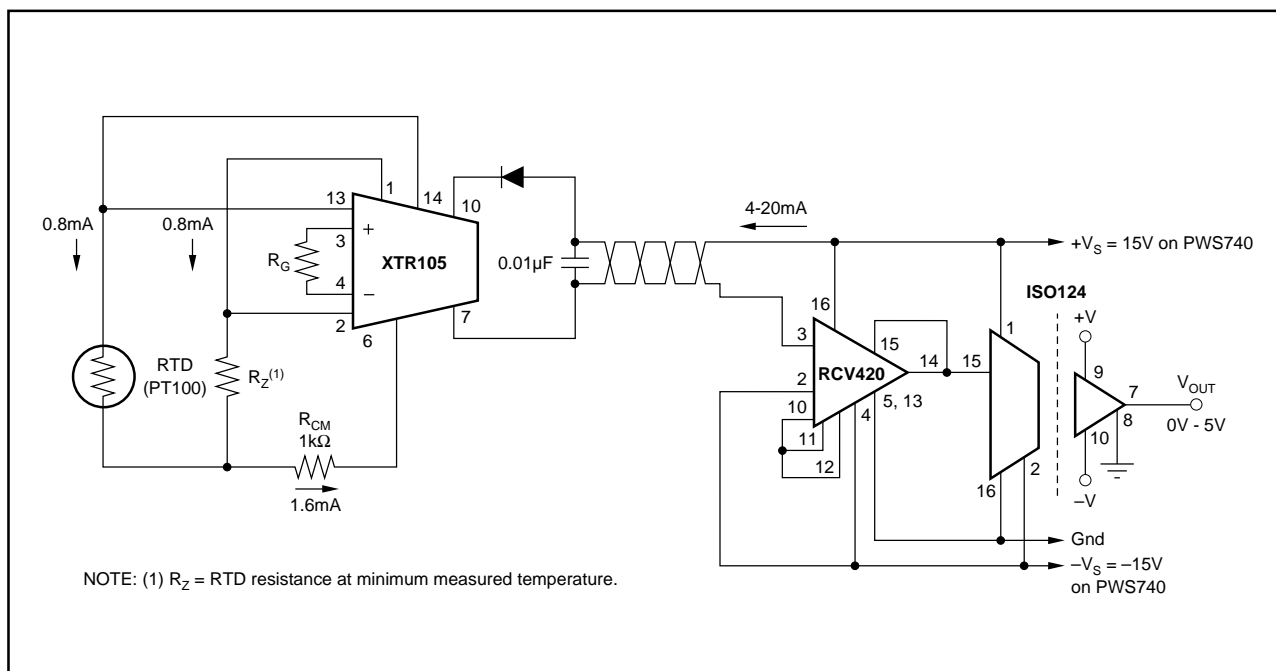 1
14
13
10
0.8mA
0.8mA
+
3
R_G
XTR105
4
−
2
6
7
0.01µF
4-20mA
+V_S = 15V on PWS740
RTD
(PT100)
R_Z(1)
R_CM
1kΩ
1.6mA
16
3
15
2
RCV420
14
15
10
4
5, 13
11
12
ISO124
1
+V
9
7
V_OUT
8
0V - 5V
10
2
16
–V
Gnd
–V_S = –15V
on PWS740
NOTE: (1) R_Z = RTD resistance at minimum measured temperature.